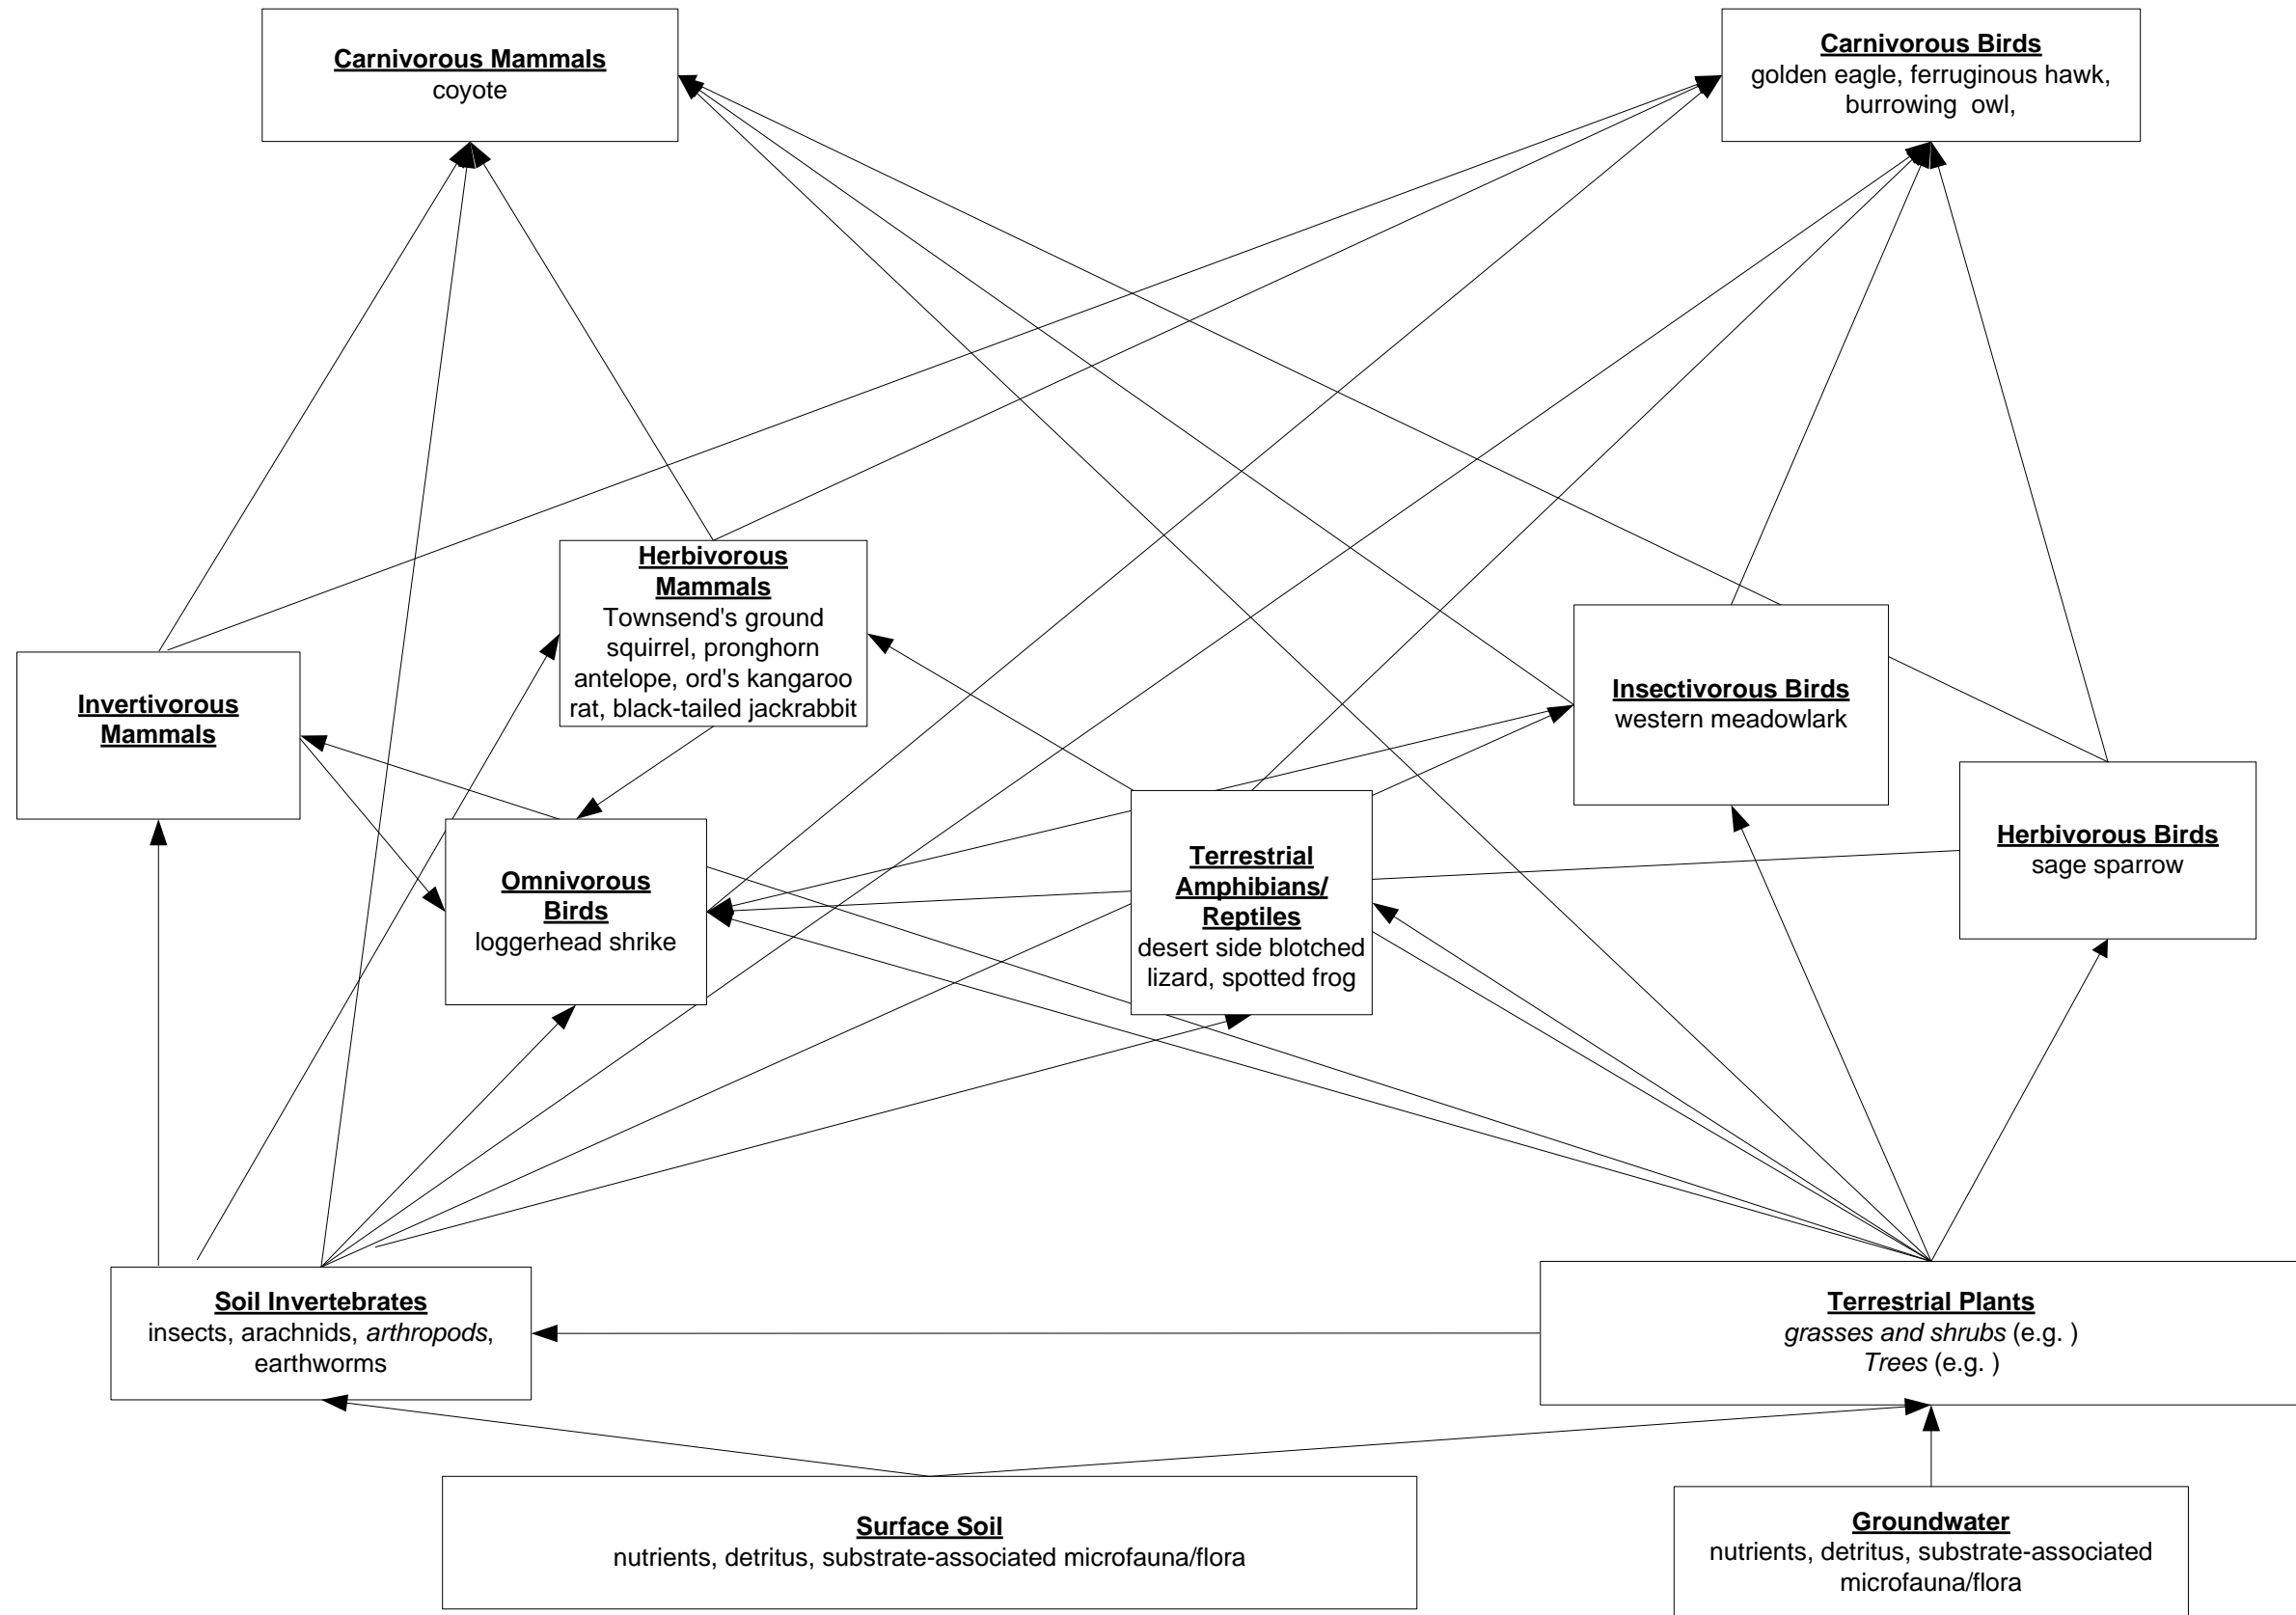 Carnivorous Mammals
coyote
Carnivorous Birds
golden eagle, ferruginous hawk,
burrowing  owl,
Herbivorous
Mammals
Townsend's ground
squirrel, pronghorn
antelope, ord's kangaroo
rat, black-tailed jackrabbit
Invertivorous
Mammals
Insectivorous Birds
western meadowlark
Omnivorous
Birds
loggerhead shrike
Terrestrial
Amphibians/
Reptiles
desert side blotched
lizard, spotted frog
Herbivorous Birds
sage sparrow
Soil Invertebrates
insects, arachnids, arthropods,
earthworms
Terrestrial Plants
grasses and shrubs (e.g. )
Trees (e.g. )
Surface Soil
nutrients, detritus, substrate-associated microfauna/flora
Groundwater
nutrients, detritus, substrate-associated
microfauna/flora